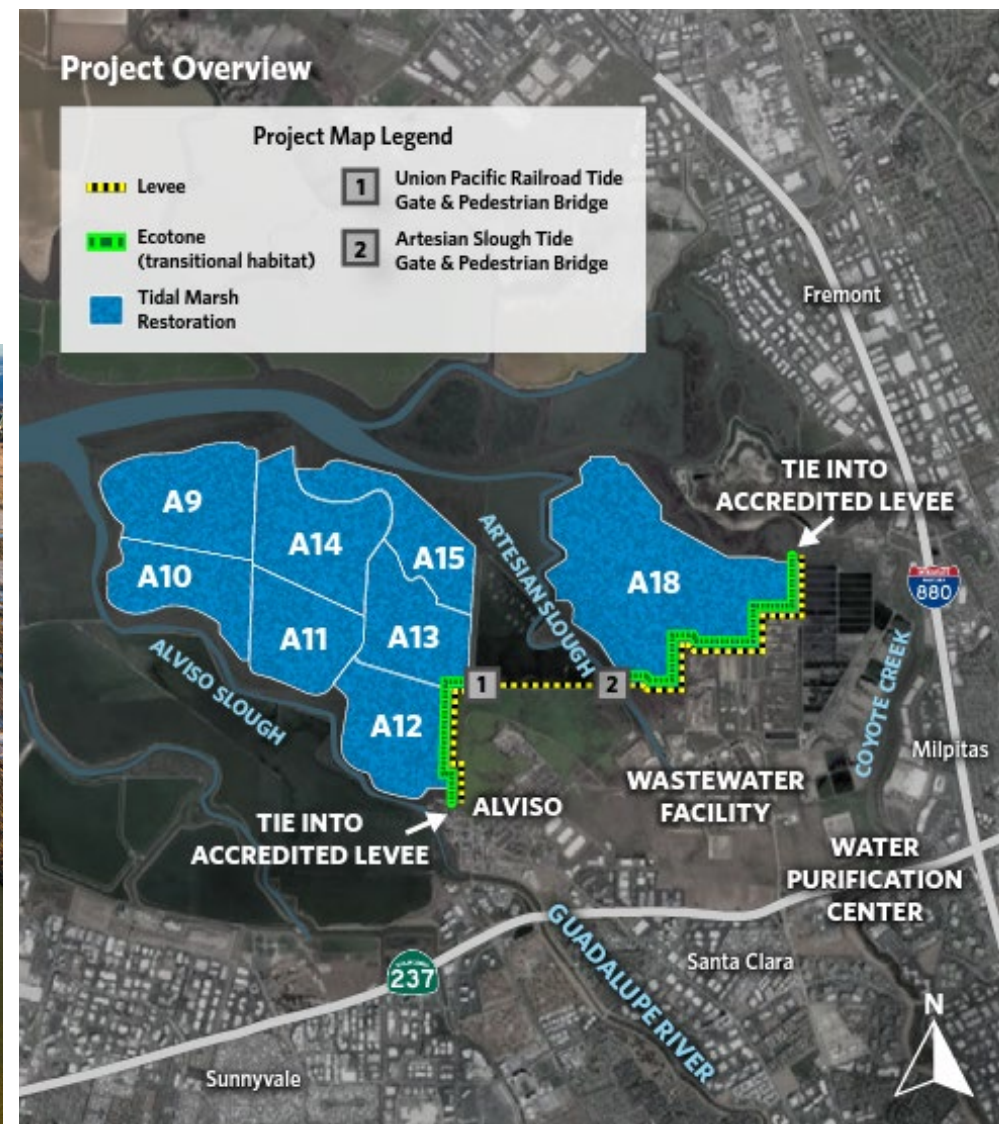 Project Overview
Project Map Legend
Levee
Ecotone
(transitional habitat)
Tidal Marsh
Restoration
1
Union Pacific Railroad Tide
Gate & Pedestrian Bridge
2
Artesian Slough Tide
Gate & Pedestrian Bridge
Fremont
TIE INTO
ACCREDITED LEVEE
A9
A14
A15
ARTESIAN SLOUGH
A10
A18
880
A11
A13
ALVISO SLOUGH
1
2
COYOTE CREEK
A12
Milpitas
ALVISO
WASTEWATER
FACILITY
TIE INTO
ACCREDITED LEVEE
WATER
PURIFICATION
CENTER
GUADALUPE RIVER
237
Santa Clara
N
Sunnyvale